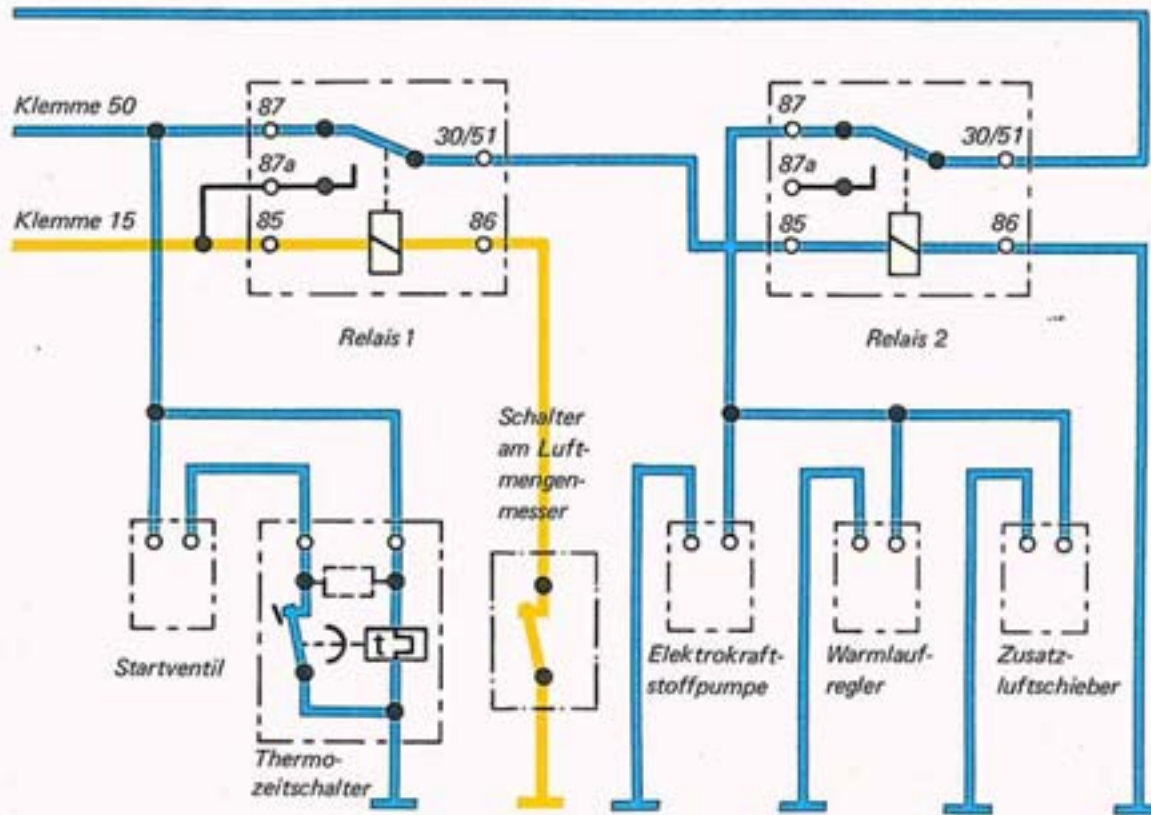 Klemme 50
87
30/51
87a
Klemme 15
85
86
Relais 1
87
30/51
87a
85
86
Relais 2
Schalter
am Luft-
mengen-
messer
Startventil
t
Thermo-
zeitschalter
Elektrokraft-
stoffpumpe
Warmlauf-
regler
Zusatz-
luftschieber